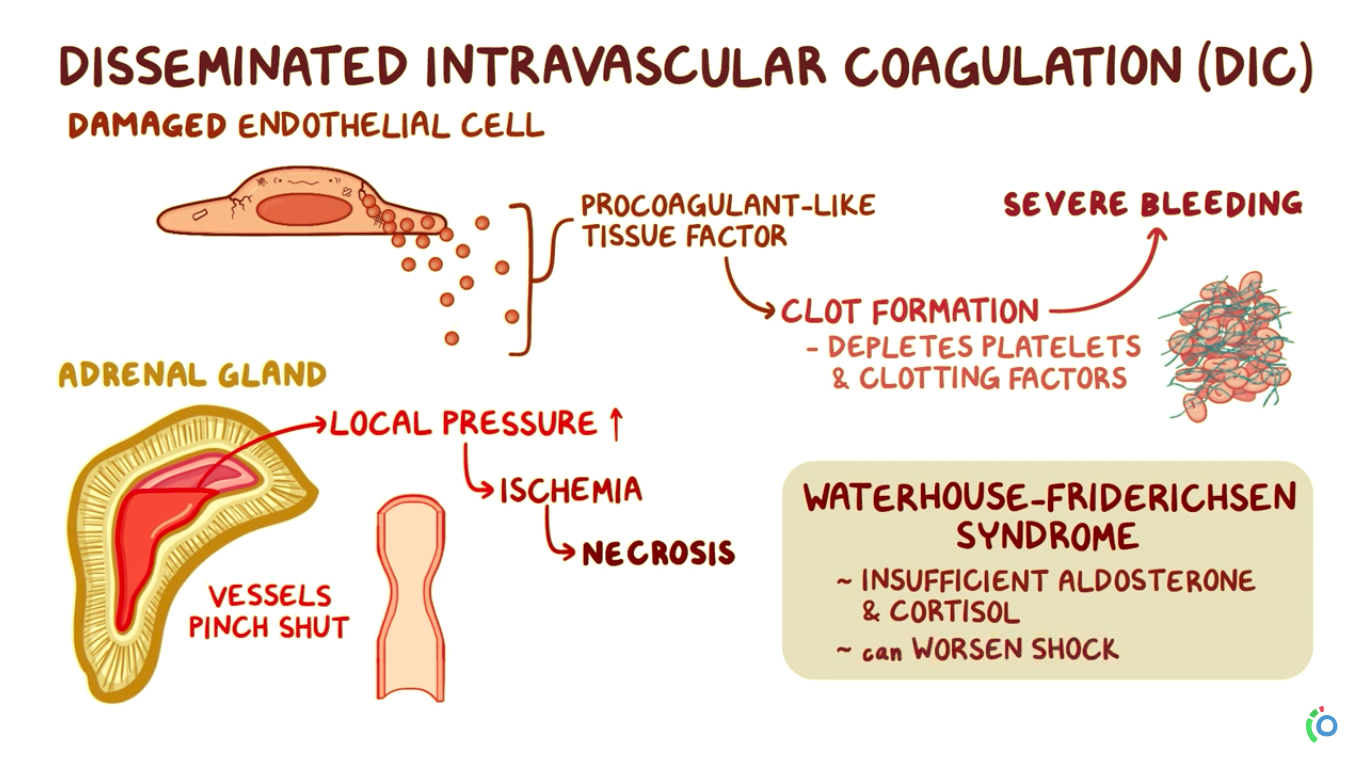 DISSEMINATED INTRAVASCULAR COAGULATION (DIC)
DAMAGED ENDOTHELIAL CELL
PROCOAGULANT-LIKE
TISSUE FACTOR
SEVERE BLEEDING
CLOT FORMATION
- DEPLETES PLATELETS
& CLOTTING FACTORS
ADRENAL GLAND
LOCAL PRESSURE ↑
ISCHEMIA
NECROSIS
VESSELS
PINCH SHUT
WATERHOUSE-FRIDERICHSEN
SYNDROME
~ INSUFFICIENT ALDOSTERONE
& CORTISOL
~ can WORSEN SHOCK